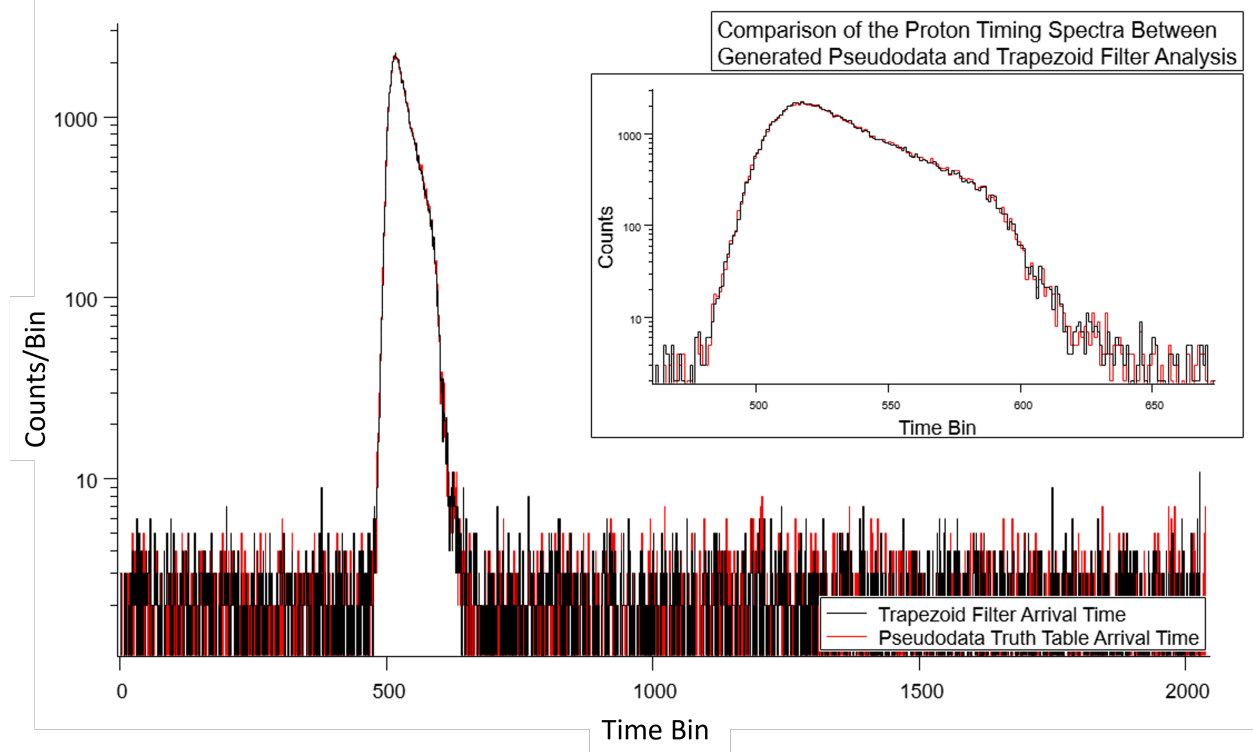 Comparison of the Proton Timing Spectra Between
Generated Pseudodata and Trapezoid Filter Analysis
1000
100
10
Counts/Bin
0
500
1000
1500
2000
Time Bin
1000
100
10
Counts
500
550
600
650
Time Bin
Trapezoid Filter Arrival Time
Pseudodata Truth Table Arrival Time